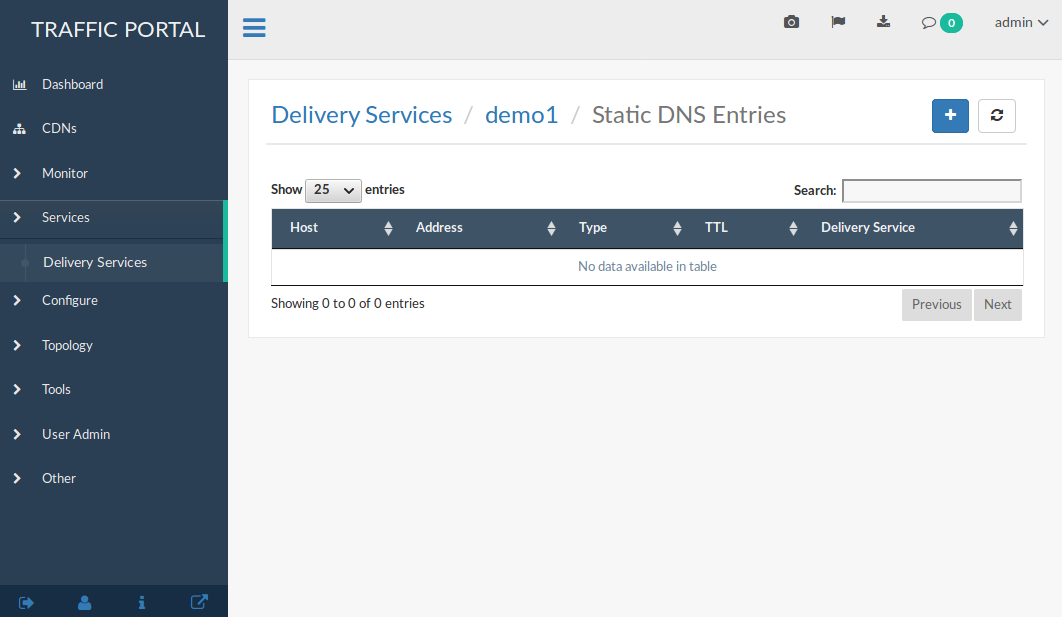 TRAFFIC PORTAL
0
admin
Dashboard
CDNs
Monitor
Services
Delivery Services
Configure
Topology
Tools
User Admin
Other
Delivery Services / demo1 / Static DNS Entries
Show 25 entries
Search:
Host Address Type TTL Delivery Service
No data available in table
Showing 0 to 0 of 0 entries
Previous Next